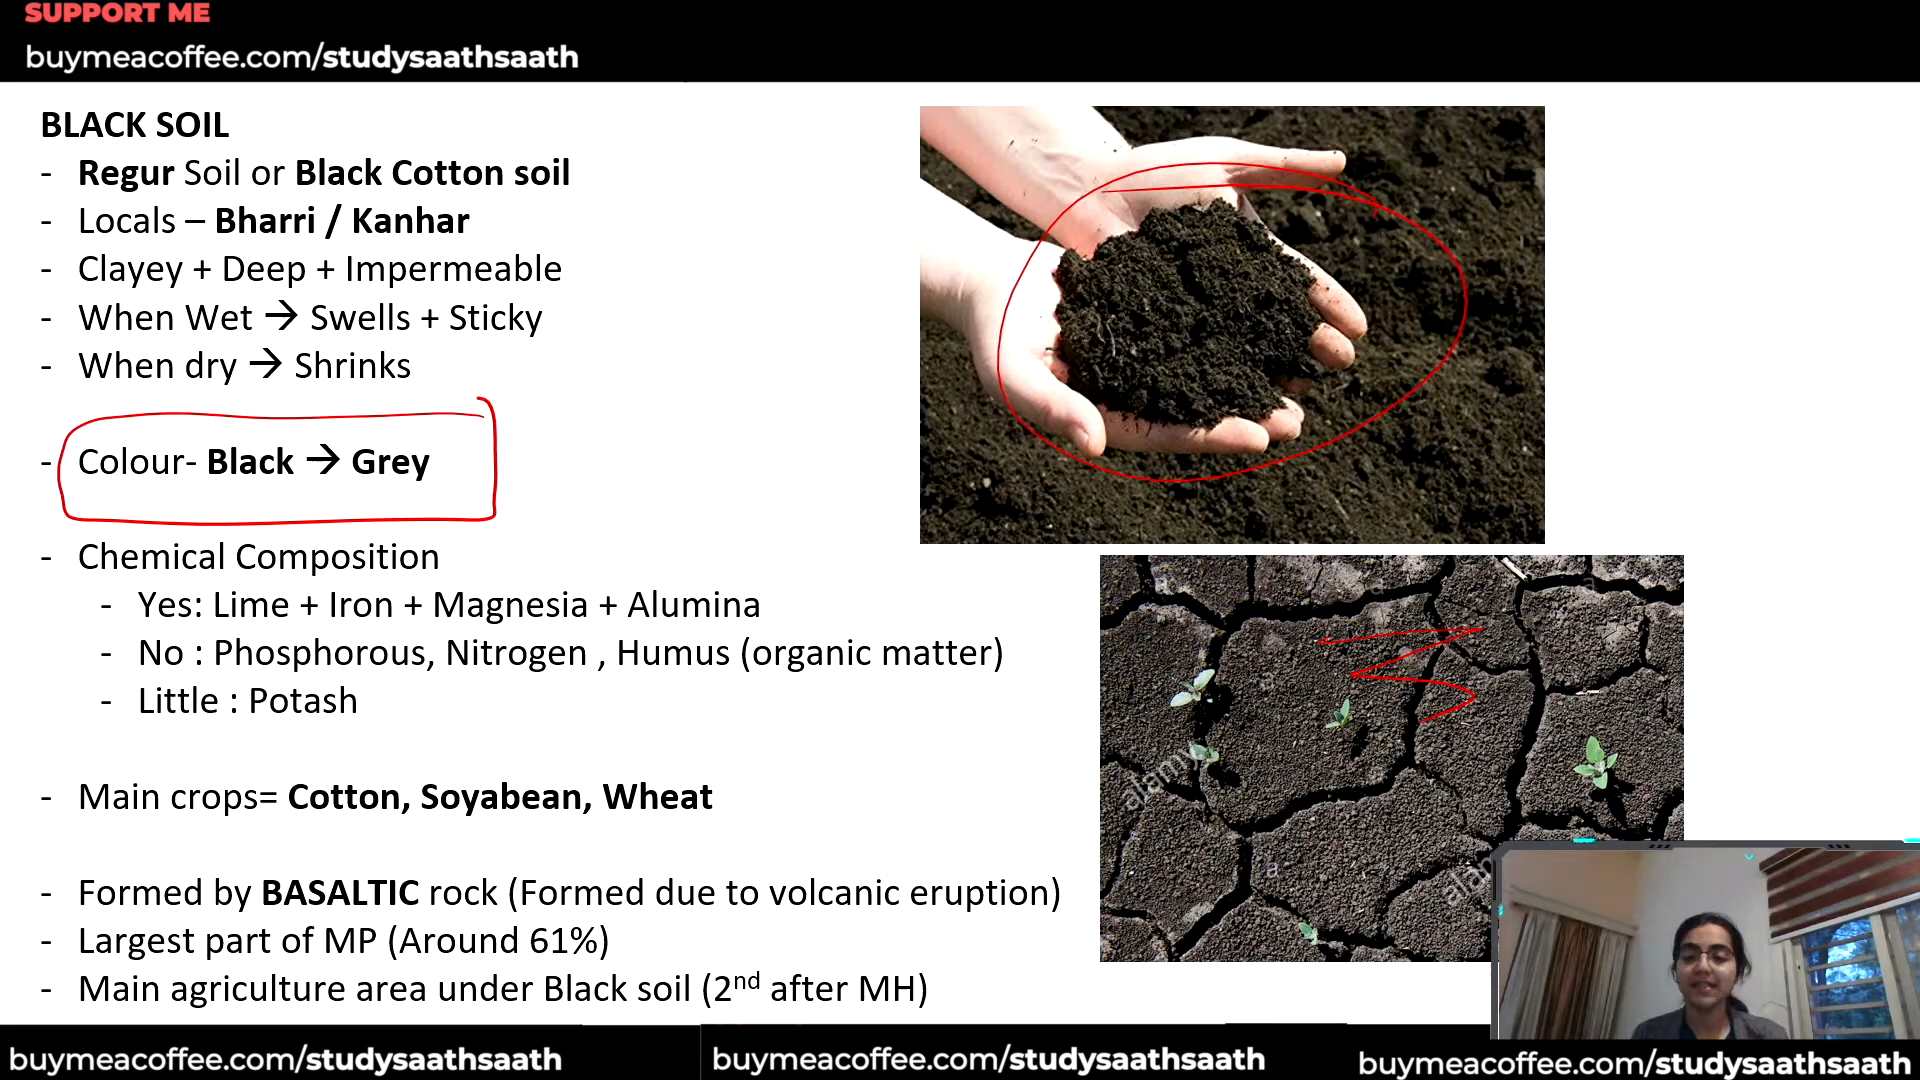 SUPPORT ME
buymeacoffee.com/studysaathsaath
BLACK SOIL
- Regur Soil or Black Cotton soil
- Locals – Bharri / Kanhar
- Clayey + Deep + Impermeable
- When Wet → Swells + Sticky
- When dry → Shrinks
- Colour- Black → Grey
- Chemical Composition
- Yes: Lime + Iron + Magnesia + Alumina
- No : Phosphorous, Nitrogen , Humus (organic matter)
- Little : Potash
- Main crops= Cotton, Soyabean, Wheat
- Formed by BASALTIC rock (Formed due to volcanic eruption)
- Largest part of MP (Around 61%)
- Main agriculture area under Black soil (2nd after MH)
alamy
a
a
buymeacoffee.com/studysaathsaath
buymeacoffee.com/studysaathsaath
buymeacoffee.com/studysaathsaath